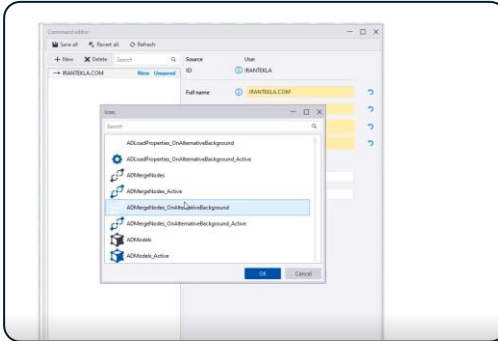 Command editor
Save all Revert all Refresh
+ New Delete Search Source User
→ IRANTEKLA.COM New Unsaved ID IRANTEKLA
Full name IRANTEKLA.COM
Icon
Search
ADLoadProperties_OnAlternativeBackground
ADLoadProperties_OnAlternativeBackground_Active
ADMergeNodes
ADMergeNodes_Active
ADMergeNodes_OnAlternativeBackground
ADMergeNodes_OnAlternativeBackground_Active
ADModels
ADModels_Active
OK Cancel